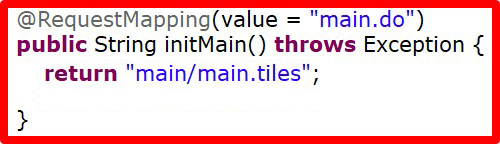 @RequestMapping(value = "main.do")
public String initMain() throws Exception {
return "main/main.tiles";
}